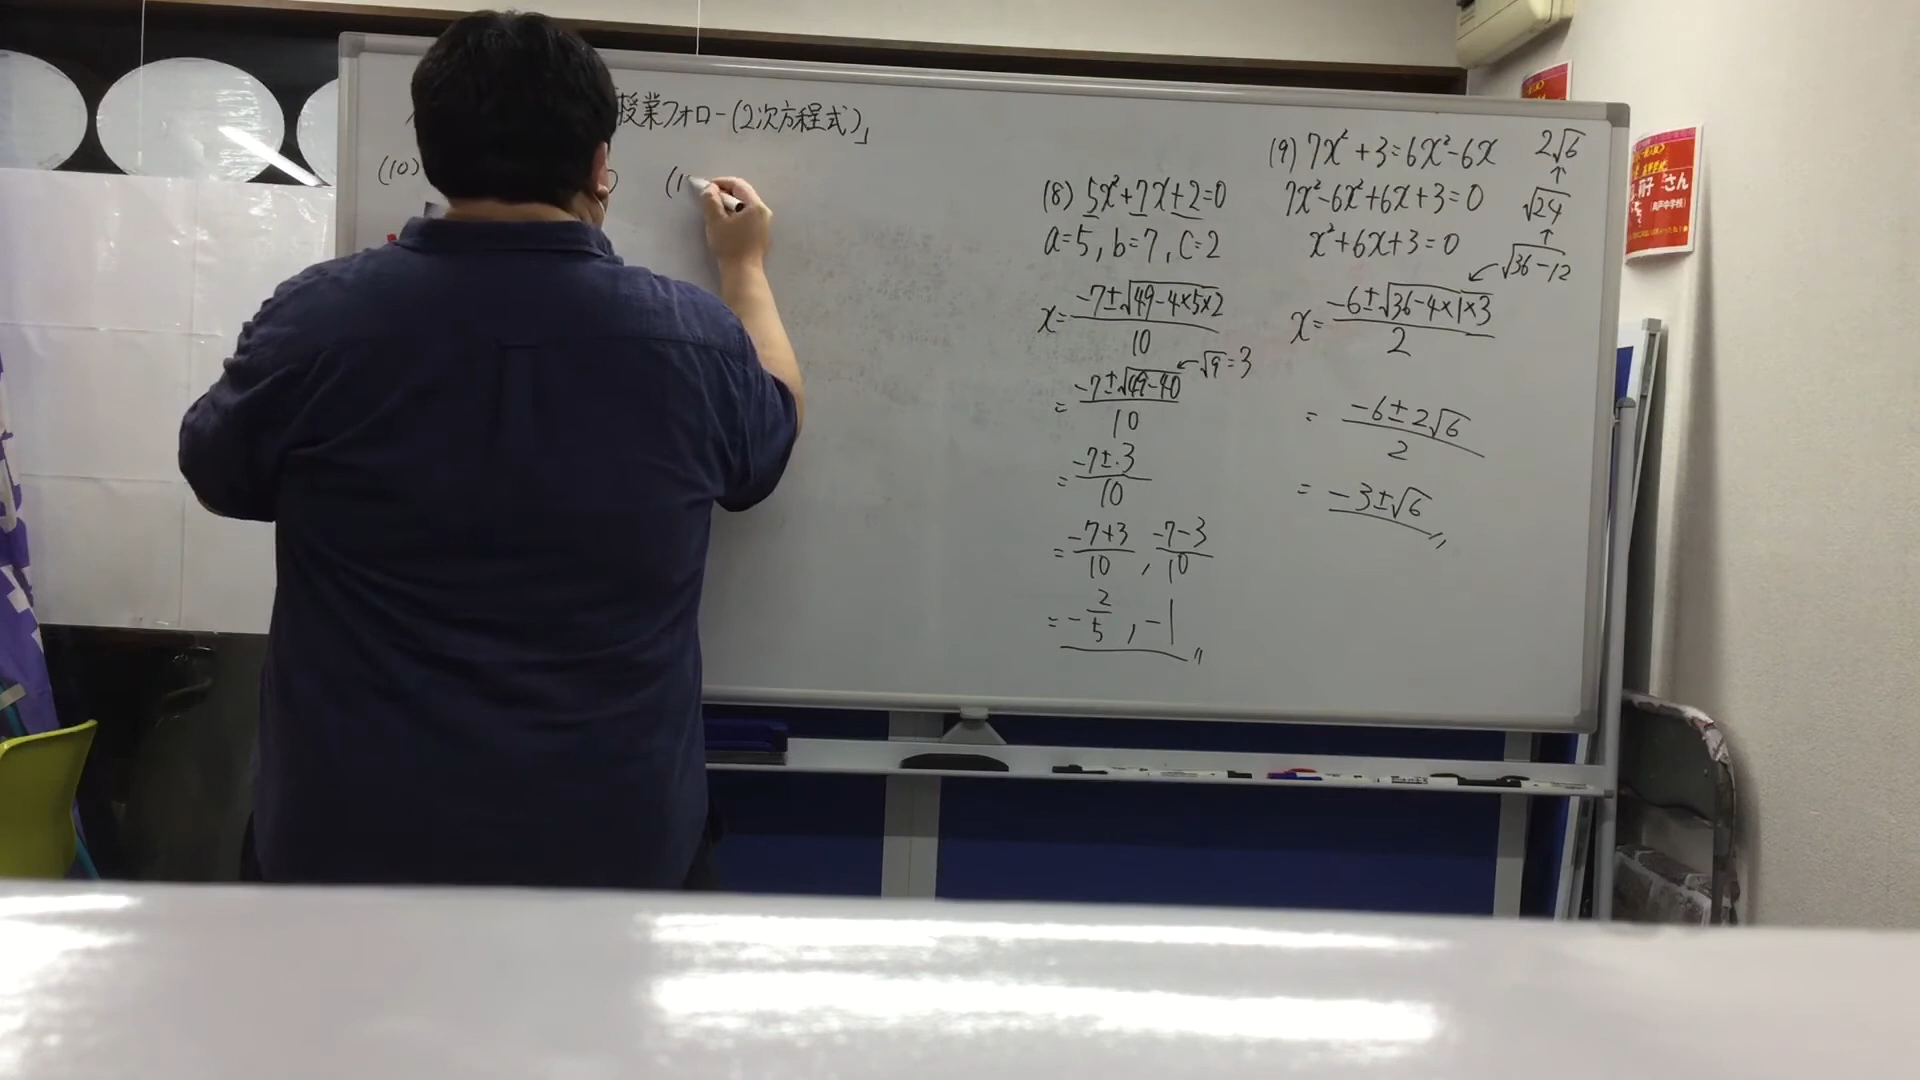 授業フォロー(2次方程式)」
(10)
(1
(8) 5x²+7x+2=0
a=5, b=7, c=2
x=(-7±√(49-4×5×2))/10
=(-7±√(49-40))/10 ←√9=3
=(-7±3)/10
=(-7+3)/10, (-7-3)/10
=-2/5, -1〃
(9) 7x²+3=6x²-6x
7x²-6x²+6x+3=0
x²+6x+3=0
x=(-6±√(36-4×1×3))/2
=(-6±2√6)/2
=-3±√6〃
2√6
↑
√24
↑
√(36-12)
さん